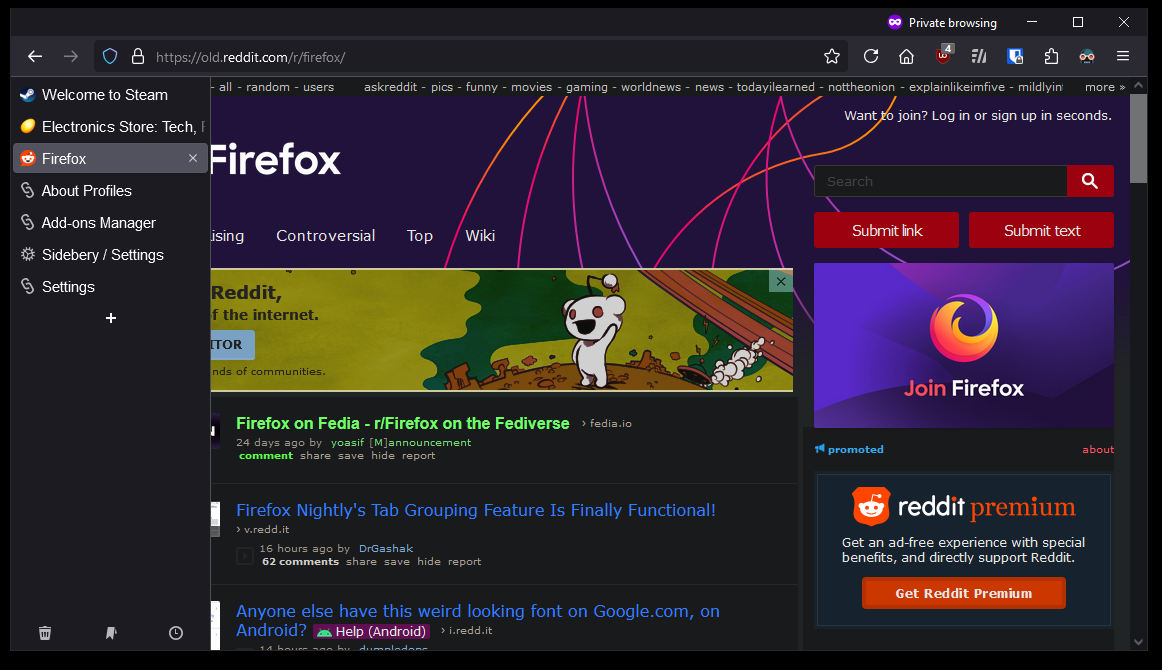 Private browsing
https://old.reddit.com/r/firefox/
4
Welcome to Steam
Electronics Store: Tech,
Firefox
About Profiles
Add-ons Manager
Sidebery / Settings
Settings
- all - random - users askreddit - pics - funny - movies - gaming - worldnews - news - todayilearned - nottheonion - explainlikeimfive - mildlyin more »
Want to join? Log in or sign up in seconds.
Firefox
Search
ising Controversial Top Wiki
Submit link Submit text
Reddit,
f the internet.
TOR
nds of communities.
Join Firefox
Firefox on Fedia - r/Firefox on the Fediverse › fedia.io
24 days ago by yoasif [M]announcement
comment share save hide report
promoted about
reddit premium
Get an ad-free experience with special
benefits, and directly support Reddit.
Get Reddit Premium
Firefox Nightly's Tab Grouping Feature Is Finally Functional!
› v.redd.it
16 hours ago by DrGashak
62 comments share save hide report
Anyone else have this weird looking font on Google.com, on
Android? Help (Android) › i.redd.it
14 hours ago by dumpledops